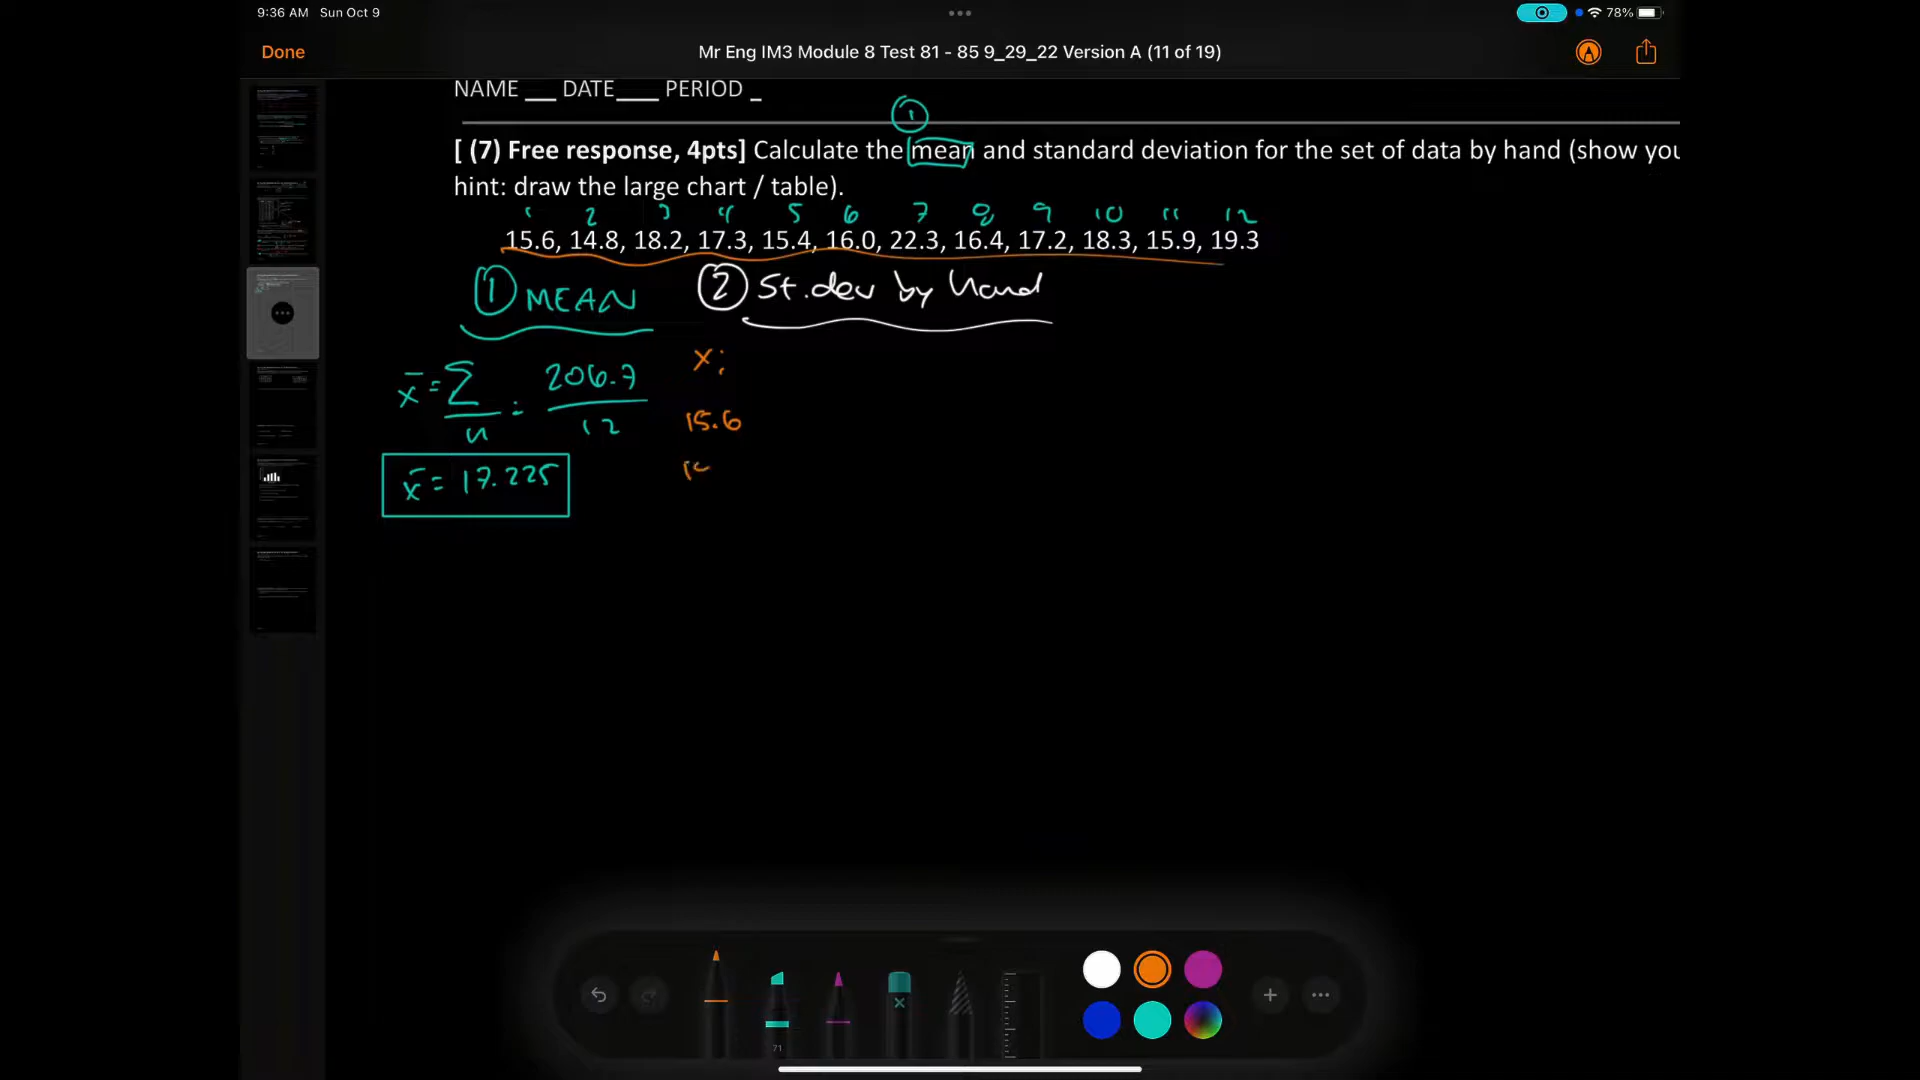 9:36 AM Sun Oct 9
78%
Done
Mr Eng IM3 Module 8 Test 81 - 85 9_29_22 Version A (11 of 19)
NAME ___ DATE____ PERIOD _
1
[ (7) Free response, 4pts] Calculate the mean and standard deviation for the set of data by hand (show you
hint: draw the large chart / table).
1 2 3 4 5 6 7 8 9 10 11 12
15.6, 14.8, 18.2, 17.3, 15.4, 16.0, 22.3, 16.4, 17.2, 18.3, 15.9, 19.3
① MEAN
② St. dev by hand
x̄ = Σ/n = 206.7/12
x̄ = 17.225
xᵢ
15.6
71